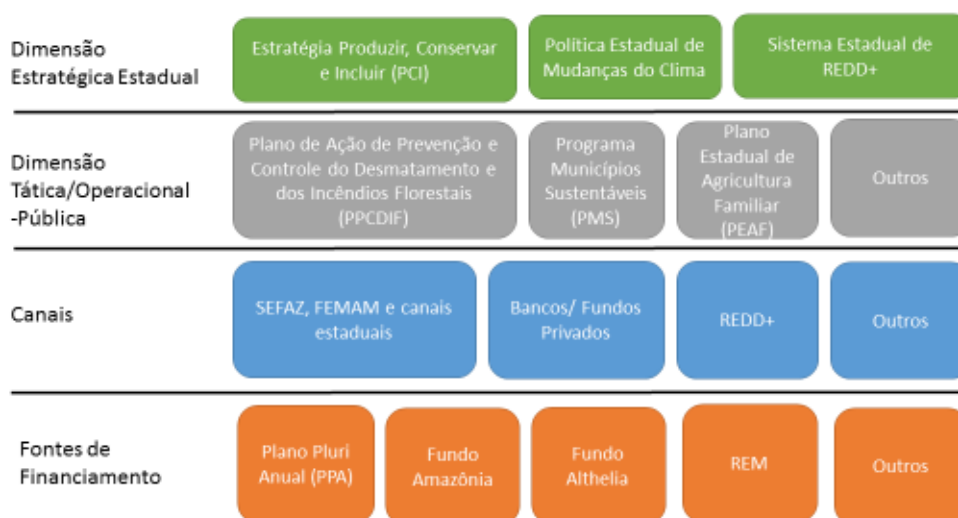 Dimensão
Estratégica Estadual
Estratégia Produzir, Conservar
e Incluir (PCI)
Política Estadual de
Mudanças do Clima
Sistema Estadual de
REDD+
Dimensão
Tática/Operacional
-Pública
Plano de Ação de Prevenção e
Controle do Desmatamento e
dos Incêndios Florestais
(PPCDIF)
Programa
Municípios
Sustentáveis
(PMS)
Plano
Estadual de
Agricultura
Familiar
(PEAF)
Outros
Canais
SEFAZ, FEMAM e canais
estaduais
Bancos/ Fundos
Privados
REDD+
Outros
Fontes de
Financiamento
Plano Pluri
Anual (PPA)
Fundo
Amazônia
Fundo
Althelia
REM
Outros